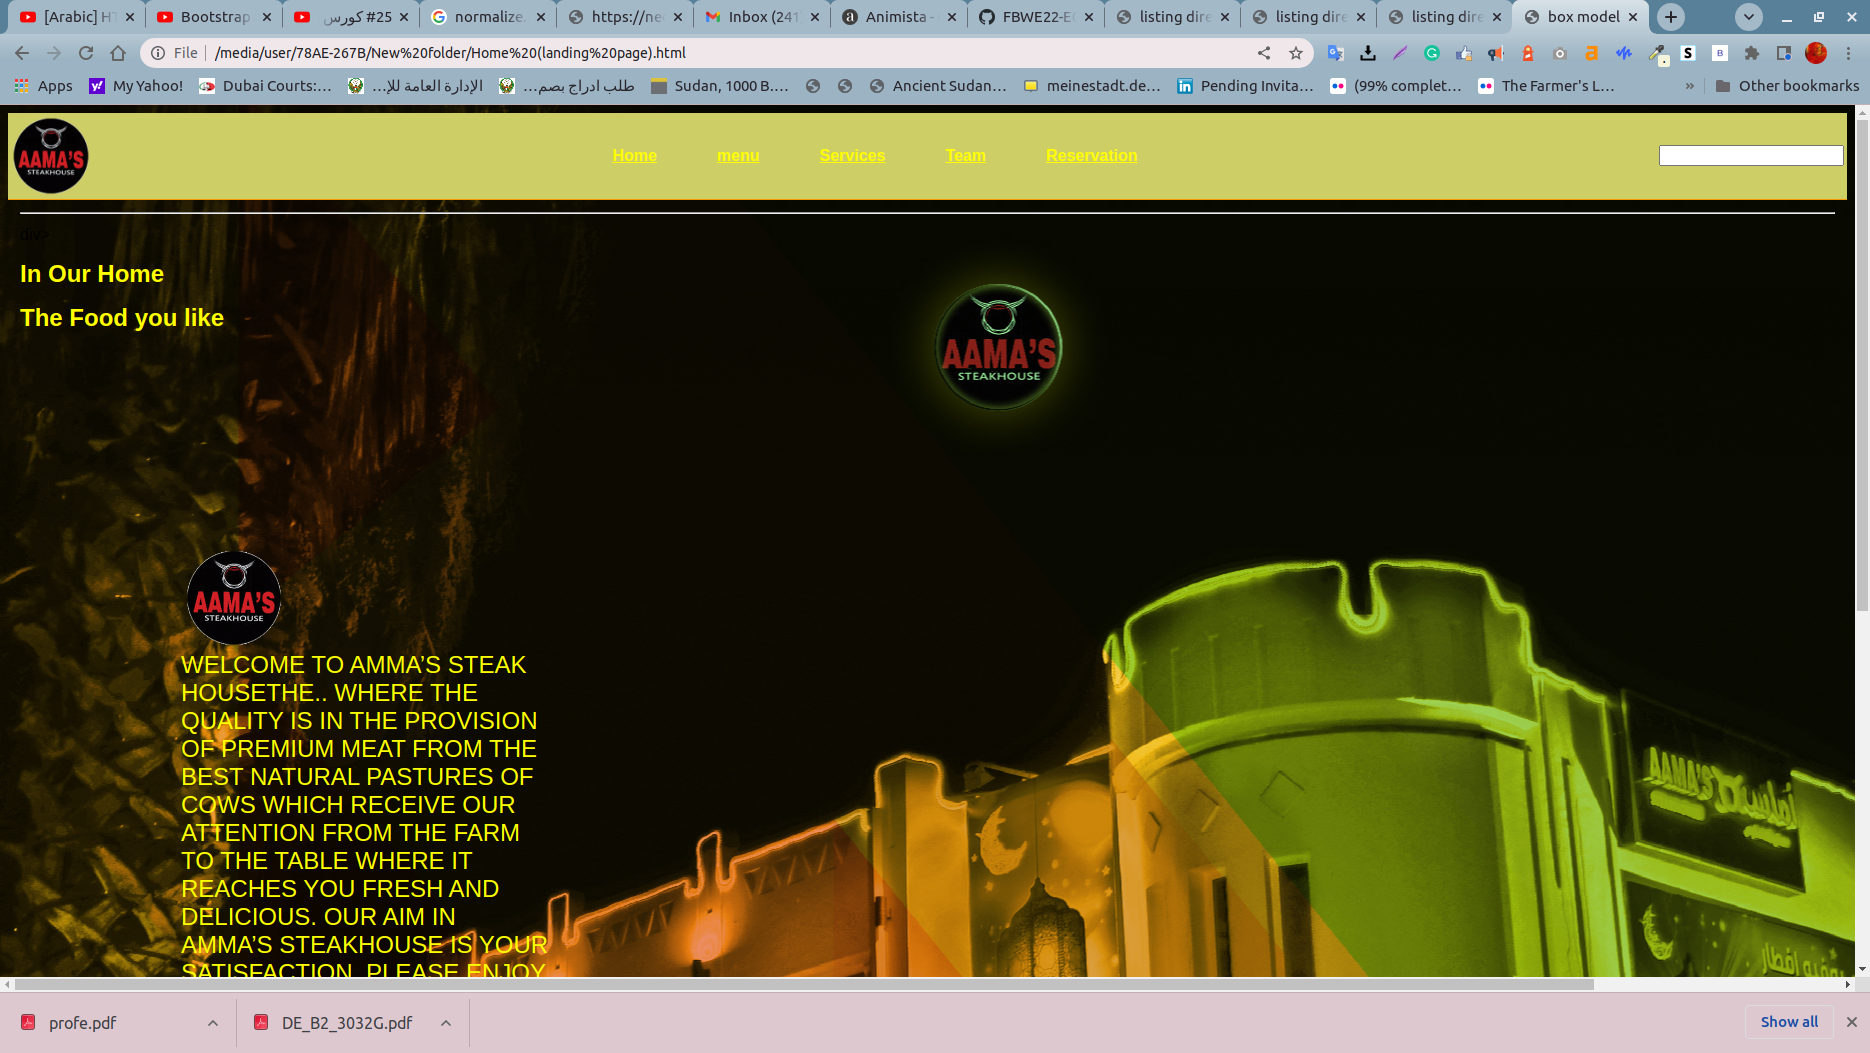 [Arabic] HT
Bootstrap
كورس #25
normalize.
https://ne
Inbox (241
Animista -
FBWE22-E
listing dire
listing dire
listing dire
box model
File
/media/user/78AE-267B/New%20folder/Home%20(landing%20page).html
Apps
My Yahoo!
Dubai Courts:...
الإدارة العامة للإ...
طلب ادراج بصم...
Sudan, 1000 B....
Ancient Sudan...
meinestadt.de...
Pending Invita...
(99% complet...
The Farmer's L...
»
Other bookmarks
AAMA'S
STEAKHOUSE
Home
menu
Services
Team
Reservation
div>
In Our Home
The Food you like
AAMA'S
STEAKHOUSE
AAMA'S
STEAKHOUSE
WELCOME TO AMMA'S STEAK
HOUSETHE.. WHERE THE
QUALITY IS IN THE PROVISION
OF PREMIUM MEAT FROM THE
BEST NATURAL PASTURES OF
COWS WHICH RECEIVE OUR
ATTENTION FROM THE FARM
TO THE TABLE WHERE IT
REACHES YOU FRESH AND
DELICIOUS. OUR AIM IN
AMMA'S STEAKHOUSE IS YOUR
SATISFACTION. PLEASE ENJOY
AAMA'S
profe.pdf
DE_B2_3032G.pdf
Show all